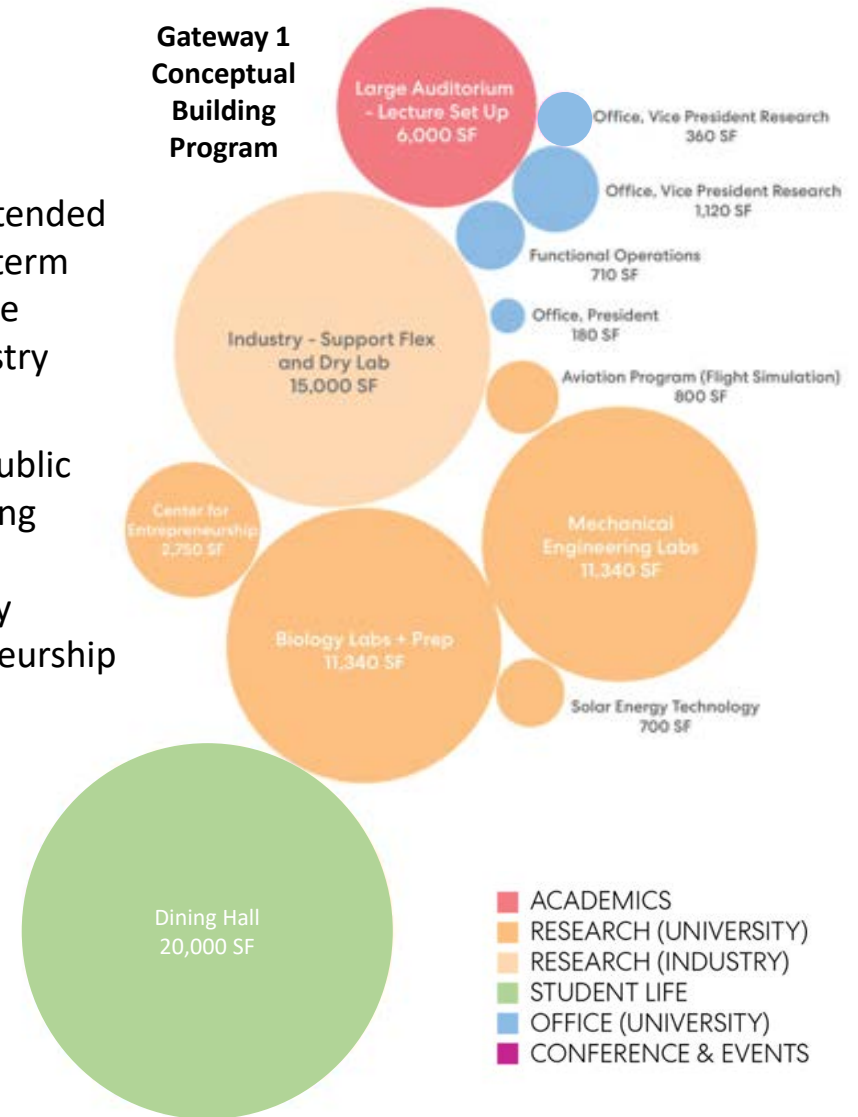 Gateway 1
Conceptual
Building
Program
tended
term
e
stry
ublic
ng
y
eurship
Large Auditorium
- Lecture Set Up
6,000 SF
Office, Vice President Research
360 SF
Office, Vice President Research
1,120 SF
Functional Operations
710 SF
Office, President
180 SF
Industry - Support Flex
and Dry Lab
15,000 SF
Aviation Program (Flight Simulation)
800 SF
Center for
Entrepreneurship
2,750 SF
Mechanical
Engineering Labs
11,340 SF
Biology Labs + Prep
11,340 SF
Solar Energy Technology
700 SF
Dining Hall
20,000 SF
ACADEMICS
RESEARCH (UNIVERSITY)
RESEARCH (INDUSTRY)
STUDENT LIFE
OFFICE (UNIVERSITY)
CONFERENCE & EVENTS